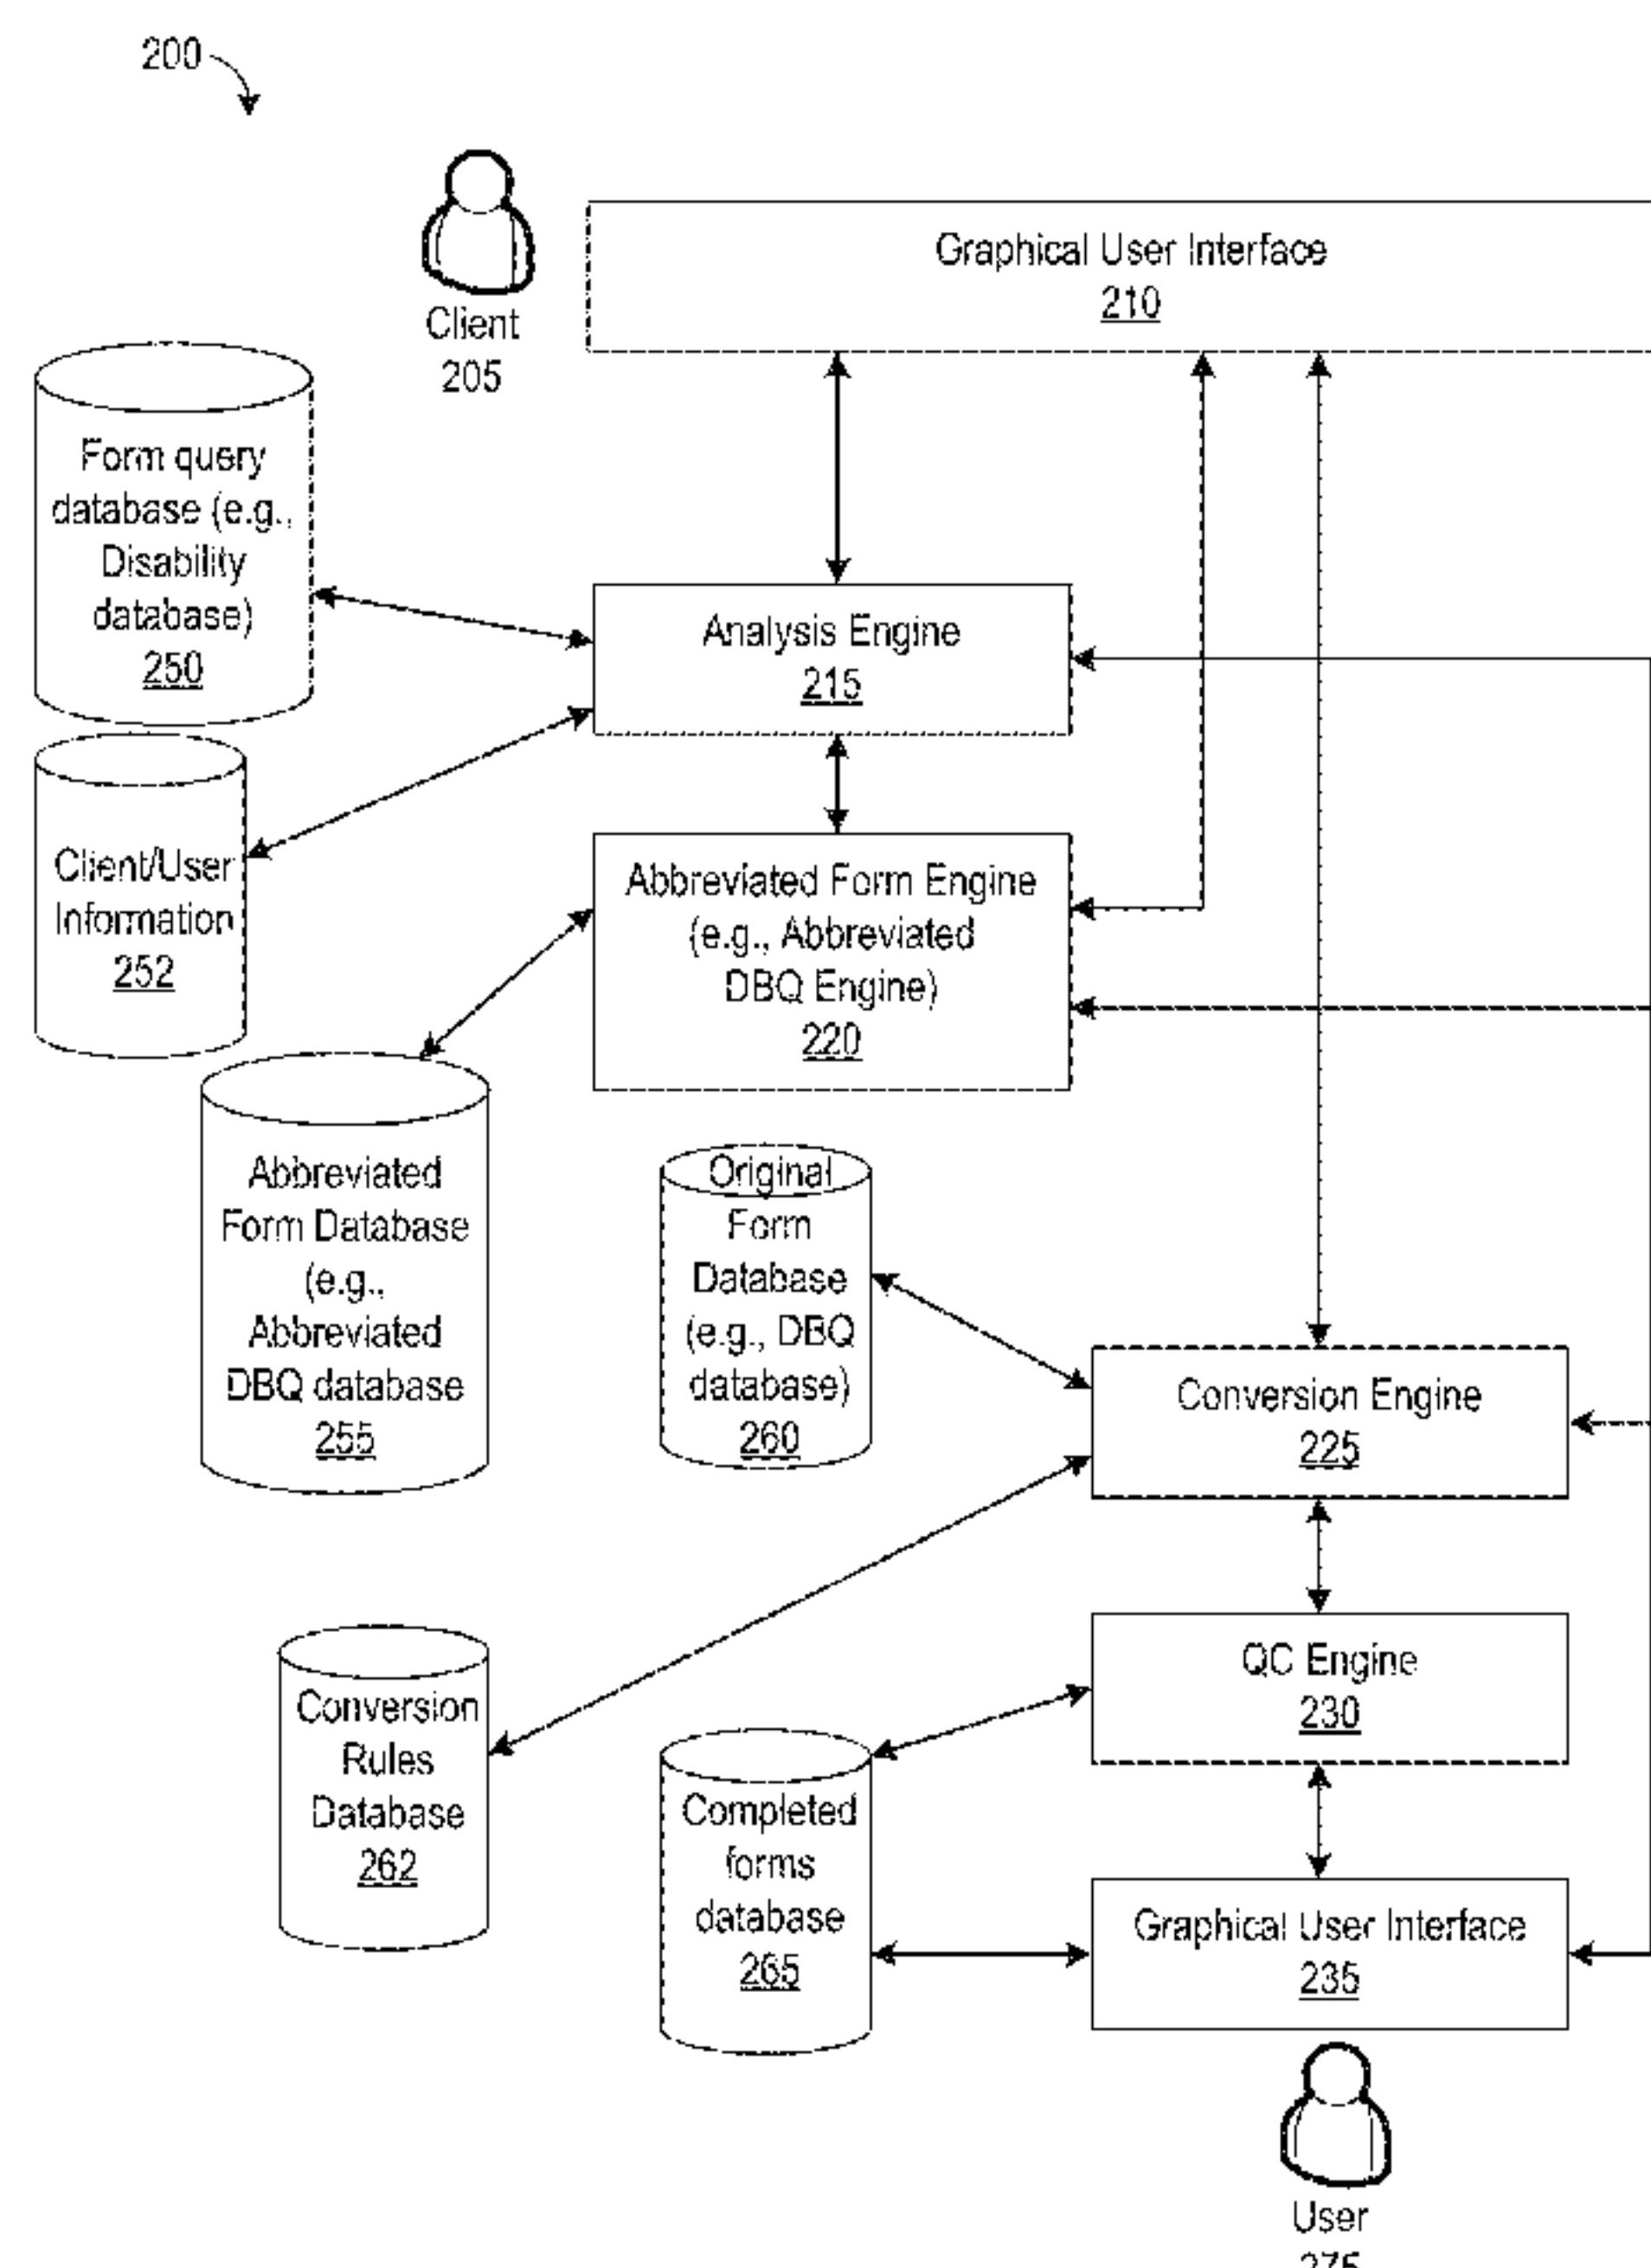 200
Graphical User Interface
210
Client
205
Form query
database (e.g.,
Disability
database)
250
Analysis Engine
215
Client/User
Information
252
Abbreviated Form Engine
(e.g., Abbreviated
DBQ Engine)
220
Abbreviated
Form Database
(e.g.,
Abbreviated
DBQ database
255
Original
Form
Database
(e.g., DBQ
database)
260
Conversion Engine
225
QC Engine
230
Conversion
Rules
Database
262
Completed
forms
database
265
Graphical User Interface
235
User
275